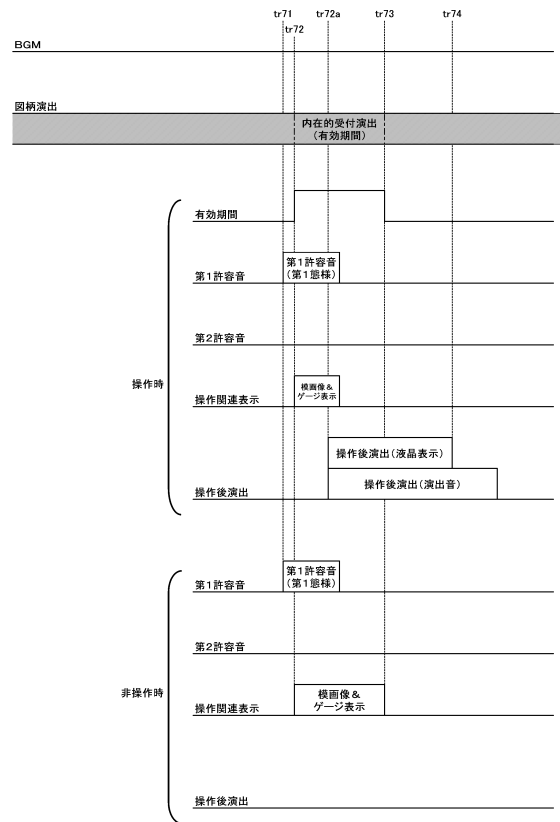 tr71
tr72a
tr73
tr74
tr72
BGM
図柄演出
内在的受付演出
(有効期間)
有効期間
第1許容音
(第1態様)
第1許容音
第2許容音
操作時
模画像&
ゲージ表示
操作関連表示
操作後演出(液晶表示)
操作後演出(演出音)
操作後演出
第1許容音
(第1態様)
第1許容音
第2許容音
非操作時
模画像&
ゲージ表示
操作関連表示
操作後演出